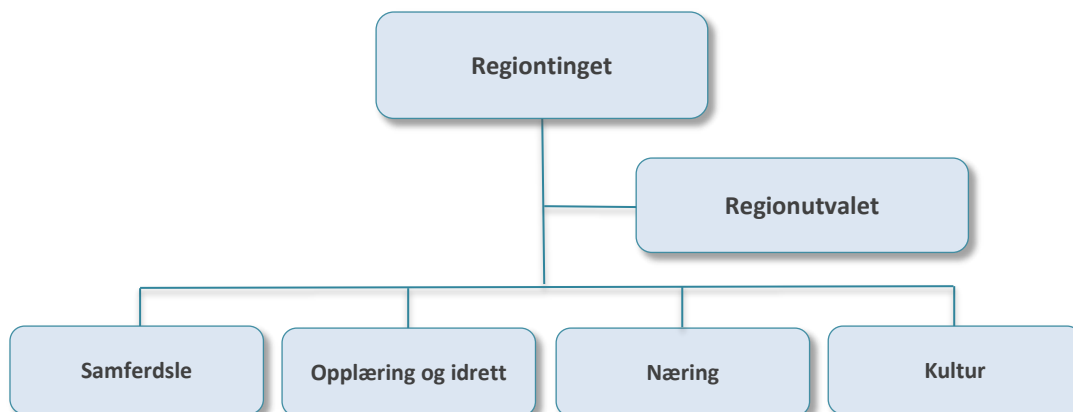 Regiontinget
Regionutvalet
Samferdsle
Opplæring og idrett
Næring
Kultur